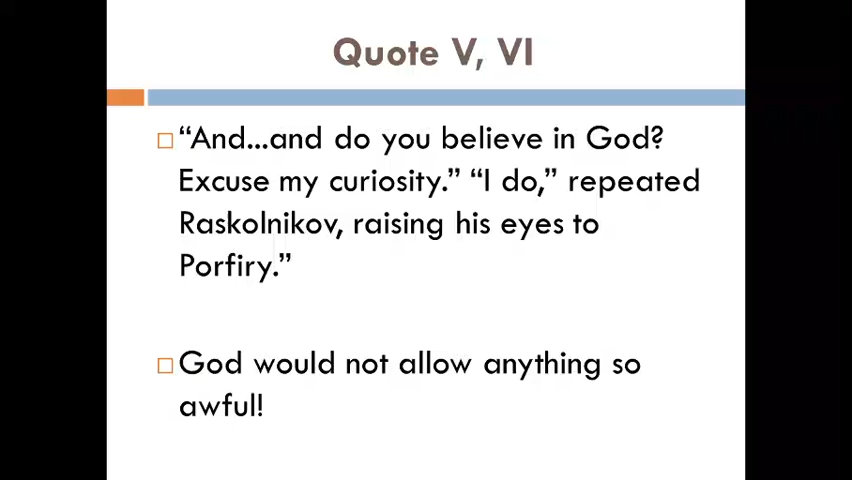 Quote V, VI
“And...and do you believe in God?
Excuse my curiosity.” “I do,” repeated
Raskolnikov, raising his eyes to
Porfiry.”
God would not allow anything so
awful!